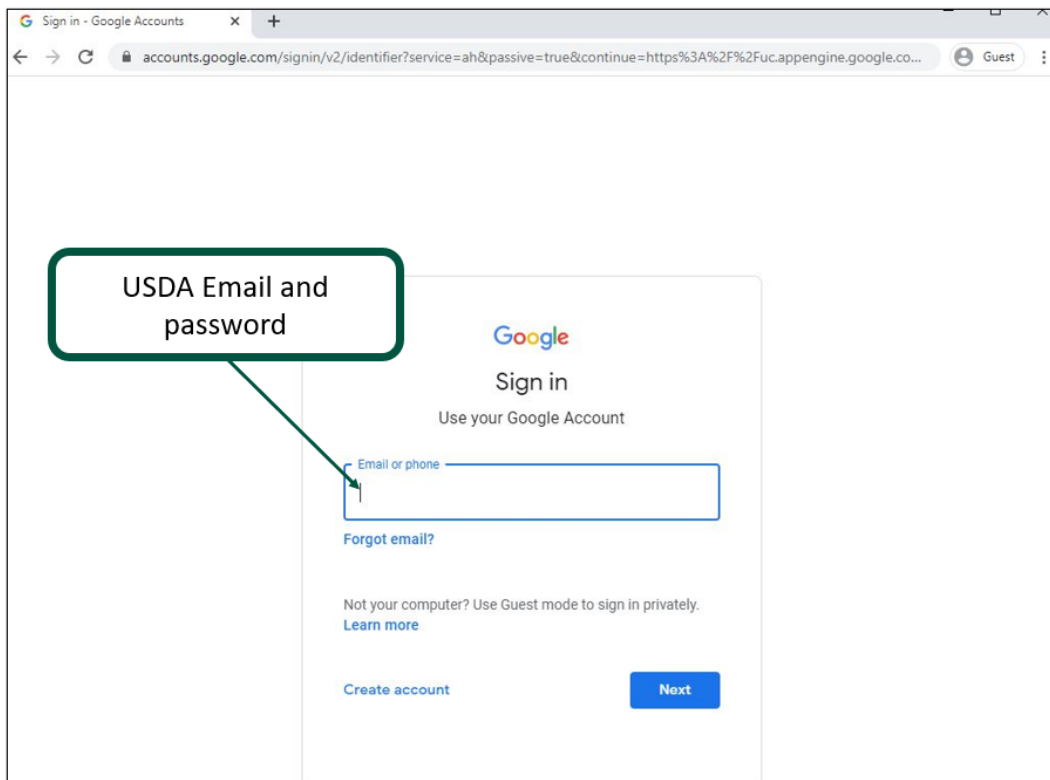 Sign in - Google Accounts
accounts.google.com/signin/v2/identifier?service=ah&passive=true&continue=https%3A%2F%2Fuc.appengine.google.co...
Guest
USDA Email and
password
Google
Sign in
Use your Google Account
Email or phone
Forgot email?
Not your computer? Use Guest mode to sign in privately.
Learn more
Create account
Next